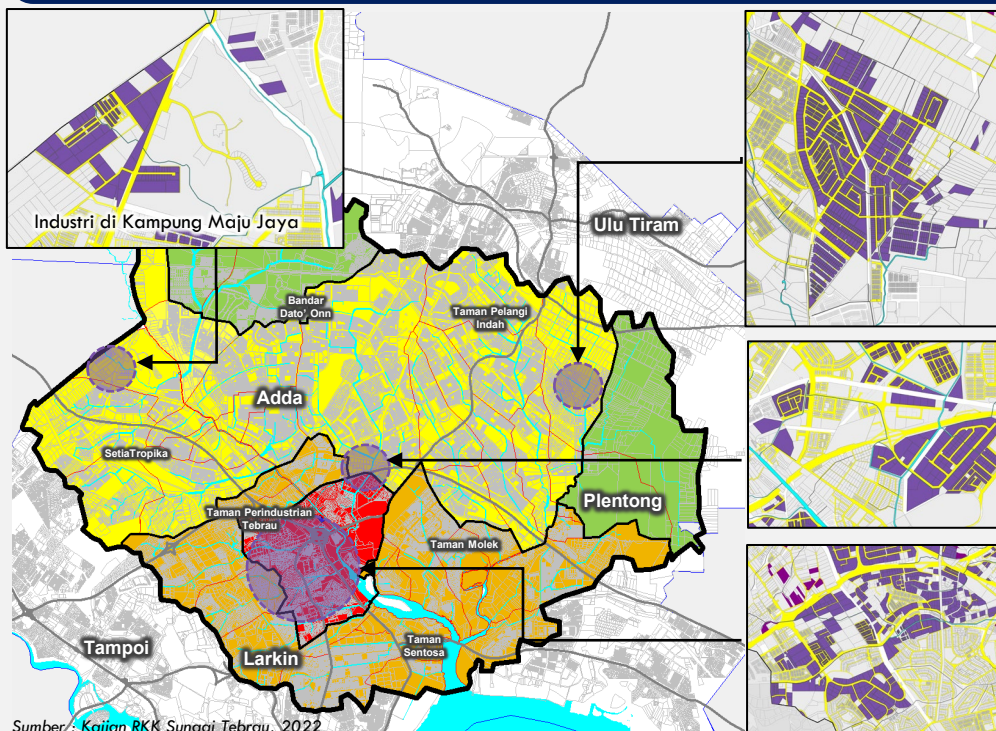 Industri di Kampung Maju Jaya
Ulu Tiram
Bandar
Dato' Onn
Taman Pelangi
Indah
Adda
SetiaTropika
Plentong
Taman Perindustrian
Tebrau
Taman Molek
Tampoi
Larkin
Taman
Sentosa
Sumber : Kajian RKK Sungai Tebrau, 2022